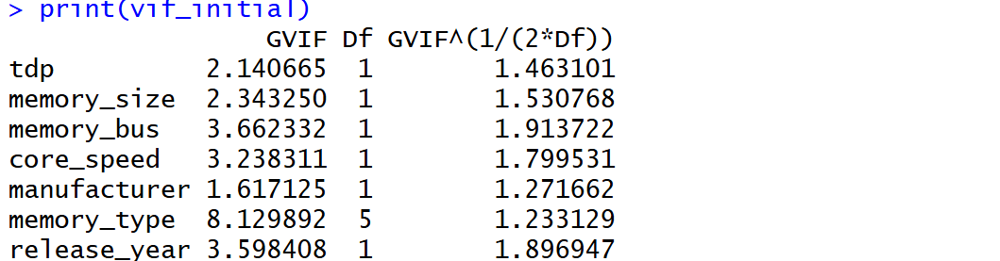 > print(vif_initial)
GVIF Df GVIF^(1/(2*Df))
tdp 2.140665 1 1.463101
memory_size 2.343250 1 1.530768
memory_bus 3.662332 1 1.913722
core_speed 3.238311 1 1.799531
manufacturer 1.617125 1 1.271662
memory_type 8.129892 5 1.233129
release_year 3.598408 1 1.896947